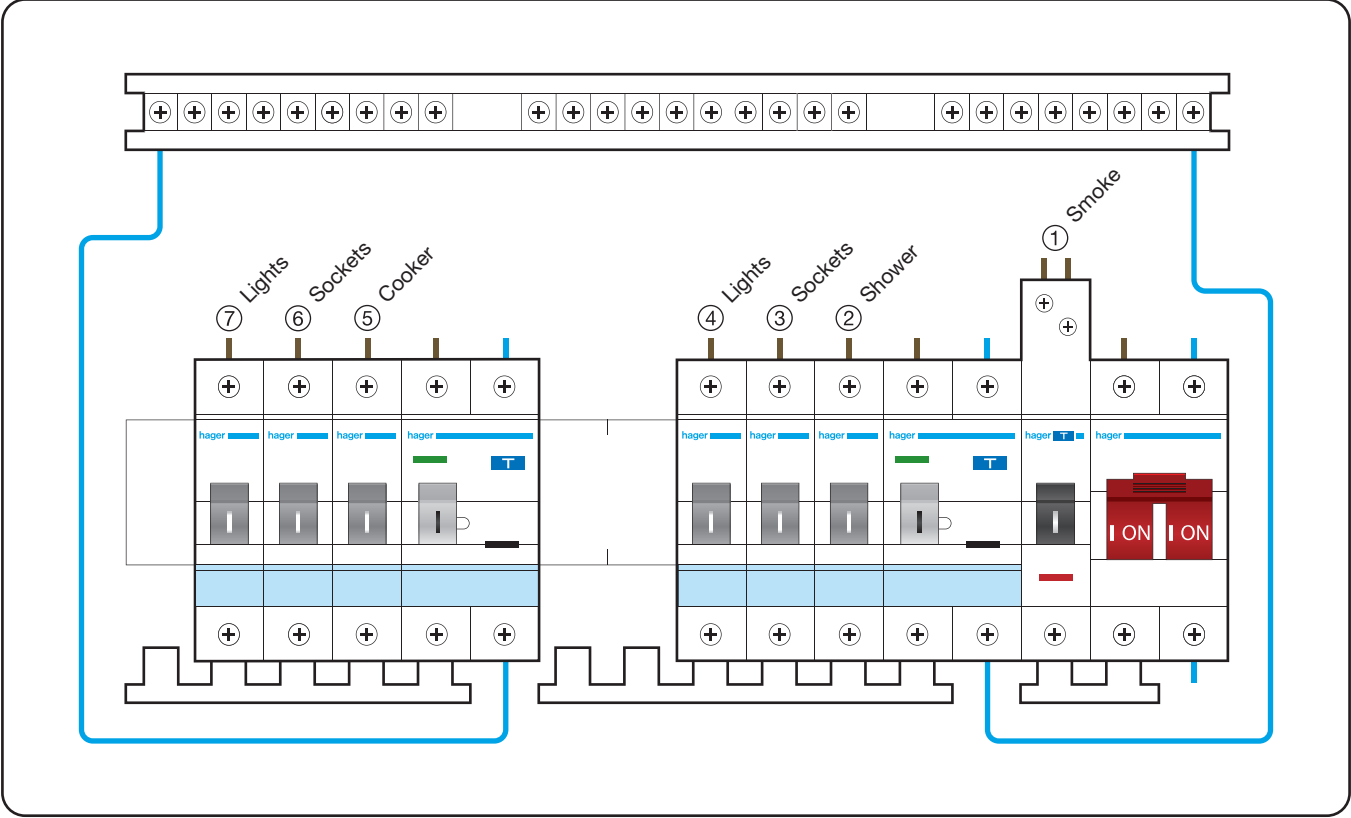 1 Smoke
7 Lights
6 Sockets
5 Cooker
4 Lights
3 Sockets
2 Shower
hager
hager
hager
hager
hager
hager
hager
hager
hager T
hager
T
T
I ON I ON